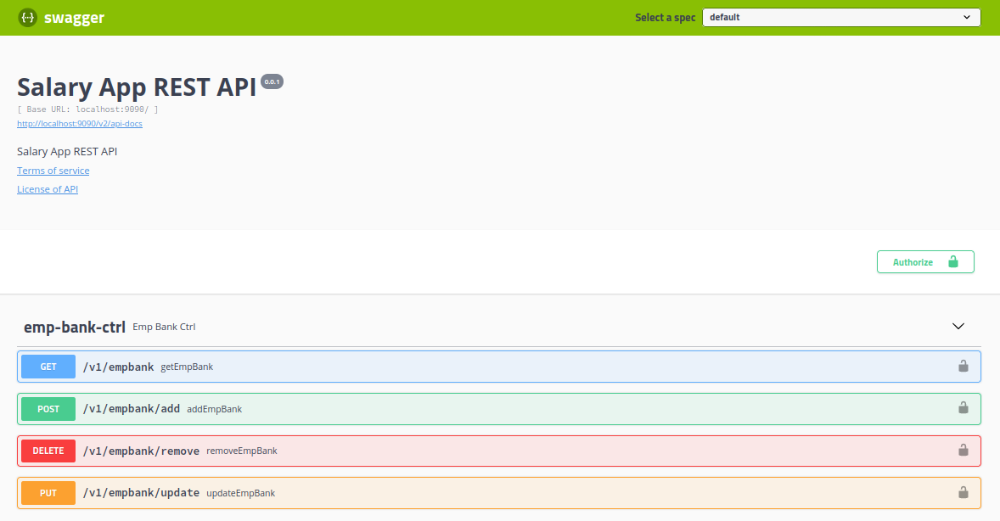 {···} swagger Select a spec default
Salary App REST API 0.0.1
[ Base URL: localhost:9090/ ]
http://localhost:9090/v2/api-docs
Salary App REST API
Terms of service
License of API
Authorize
emp-bank-ctrl Emp Bank Ctrl
GET /v1/empbank getEmpBank
POST /v1/empbank/add addEmpBank
DELETE /v1/empbank/remove removeEmpBank
PUT /v1/empbank/update updateEmpBank